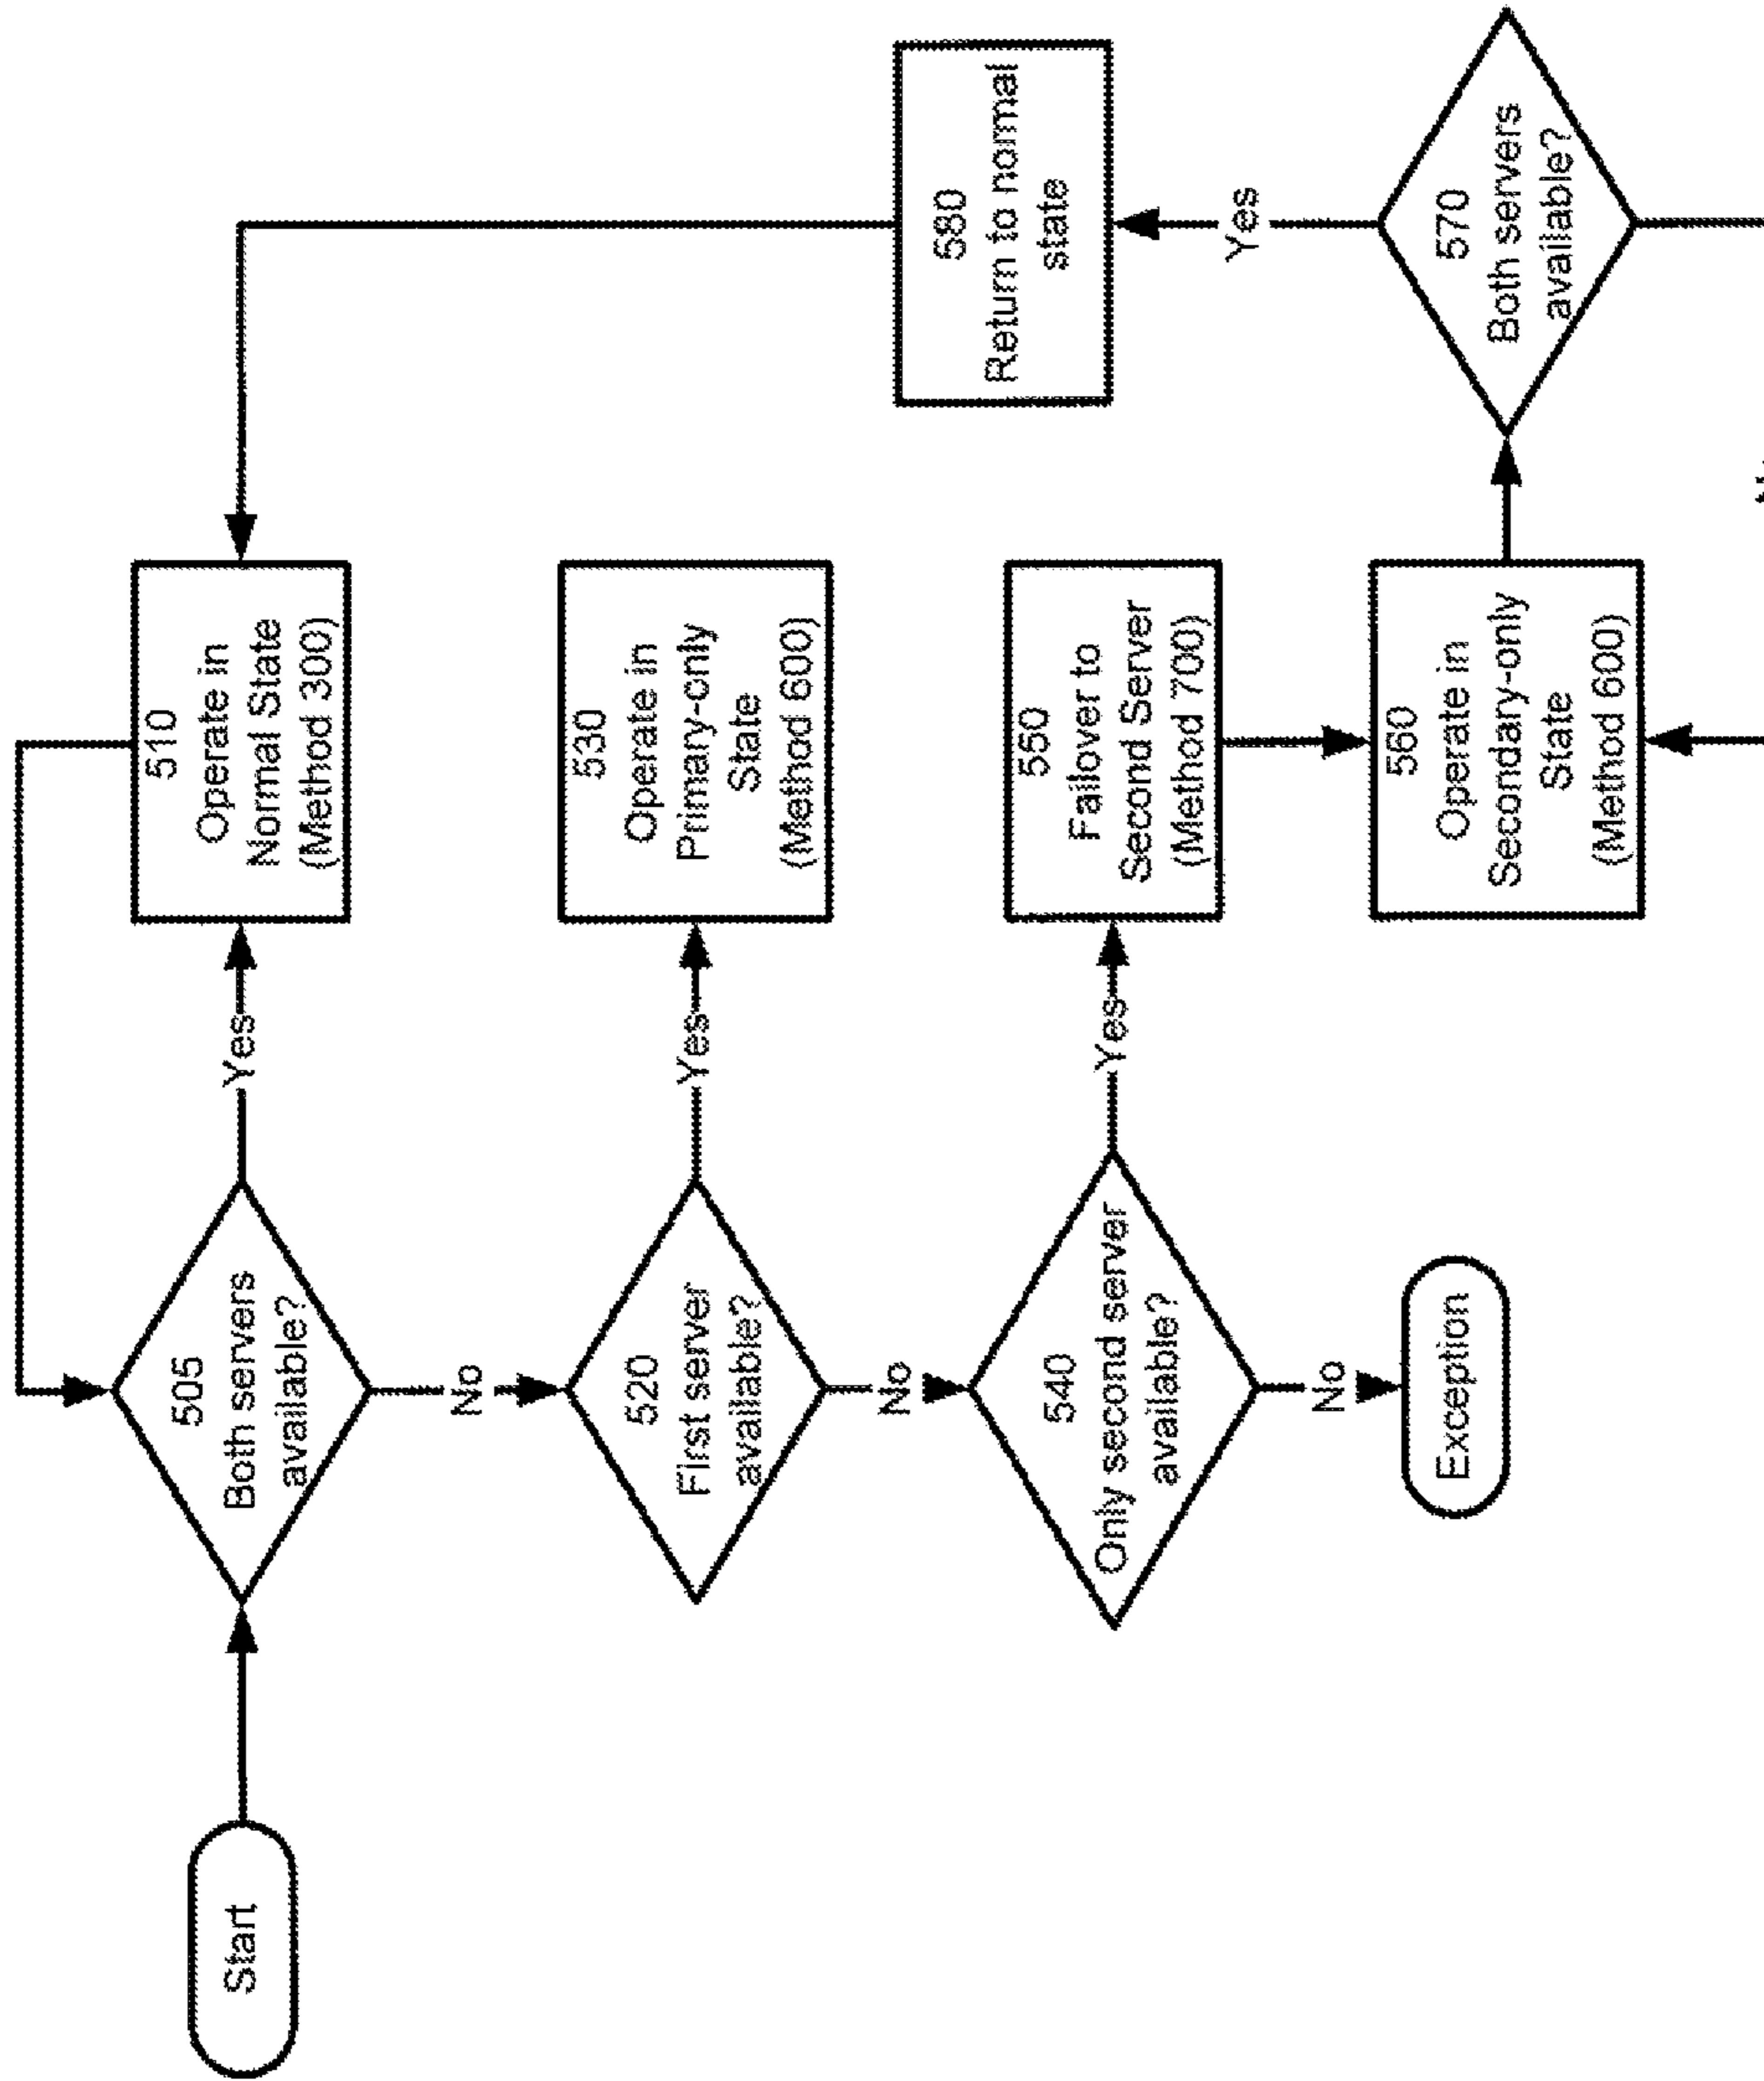 Start
505
Both servers
available?
Yes
510
Operate in
Normal State
(Method 300)
No
520
First server
available?
Yes
530
Operate in
Primary-only
State
(Method 600)
No
540
Only second server
available?
Yes
550
Failover to
Second Server
(Method 700)
No
Exception
560
Operate in
Secondary-only
State
(Method 600)
570
Both servers
available?
Yes
580
Return to normal
state